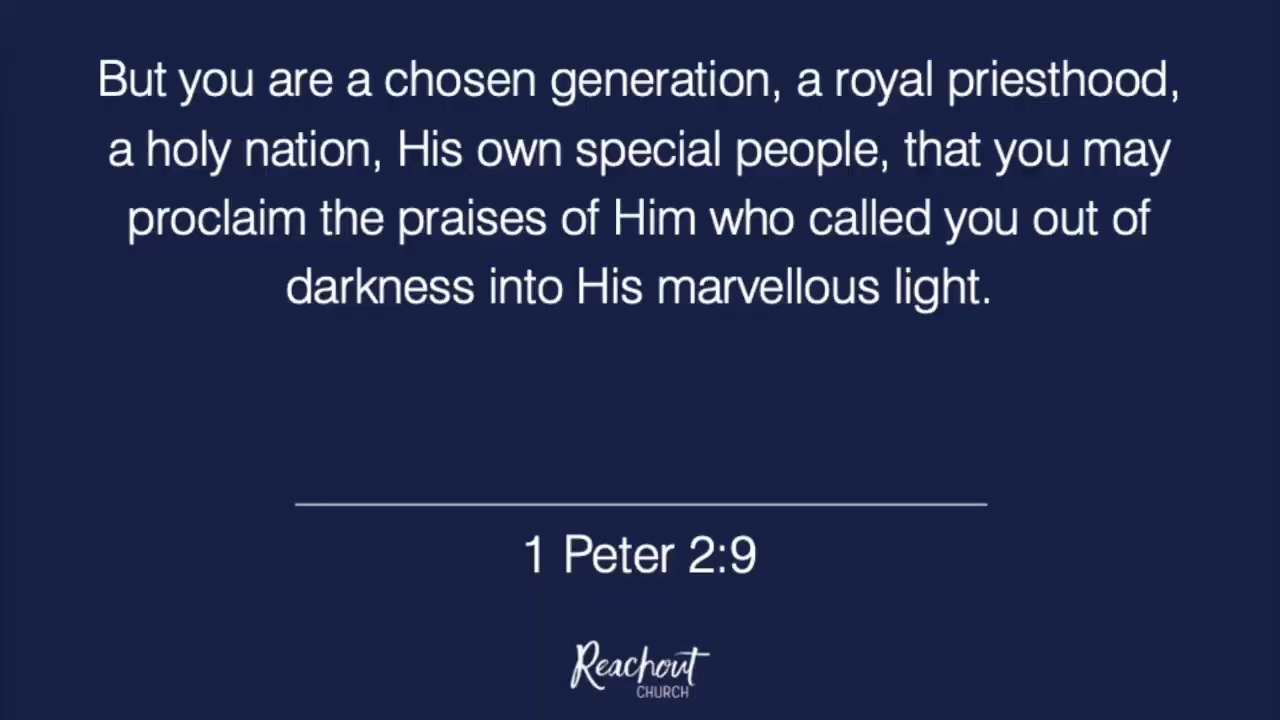 But you are a chosen generation, a royal priesthood,
a holy nation, His own special people, that you may
proclaim the praises of Him who called you out of
darkness into His marvellous light.
1 Peter 2:9
Reachout
CHURCH